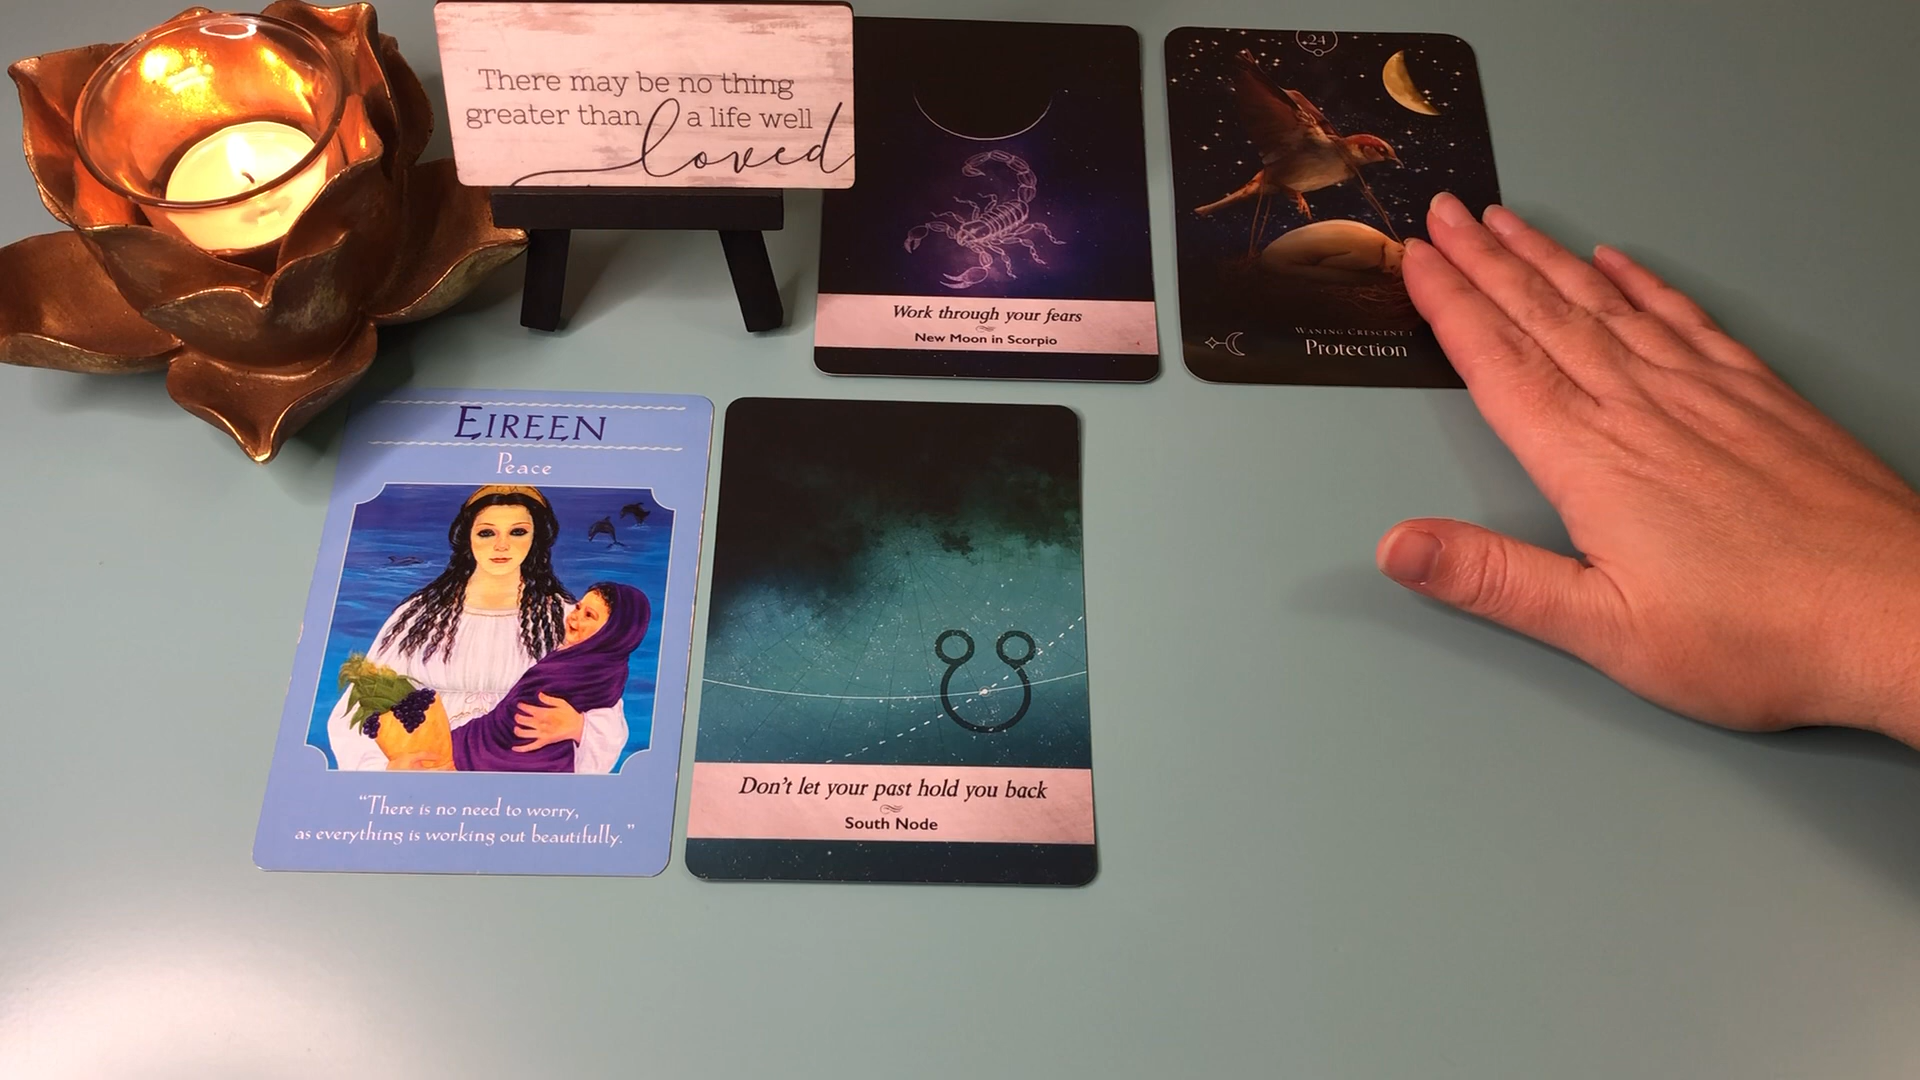 There may be no thing
greater than a life well
loved
Work through your fears
New Moon in Scorpio
24
WANING CRESCENT
Protection
EIREEN
Peace
"There is no need to worry,
as everything is working out beautifully."
Don't let your past hold you back
South Node